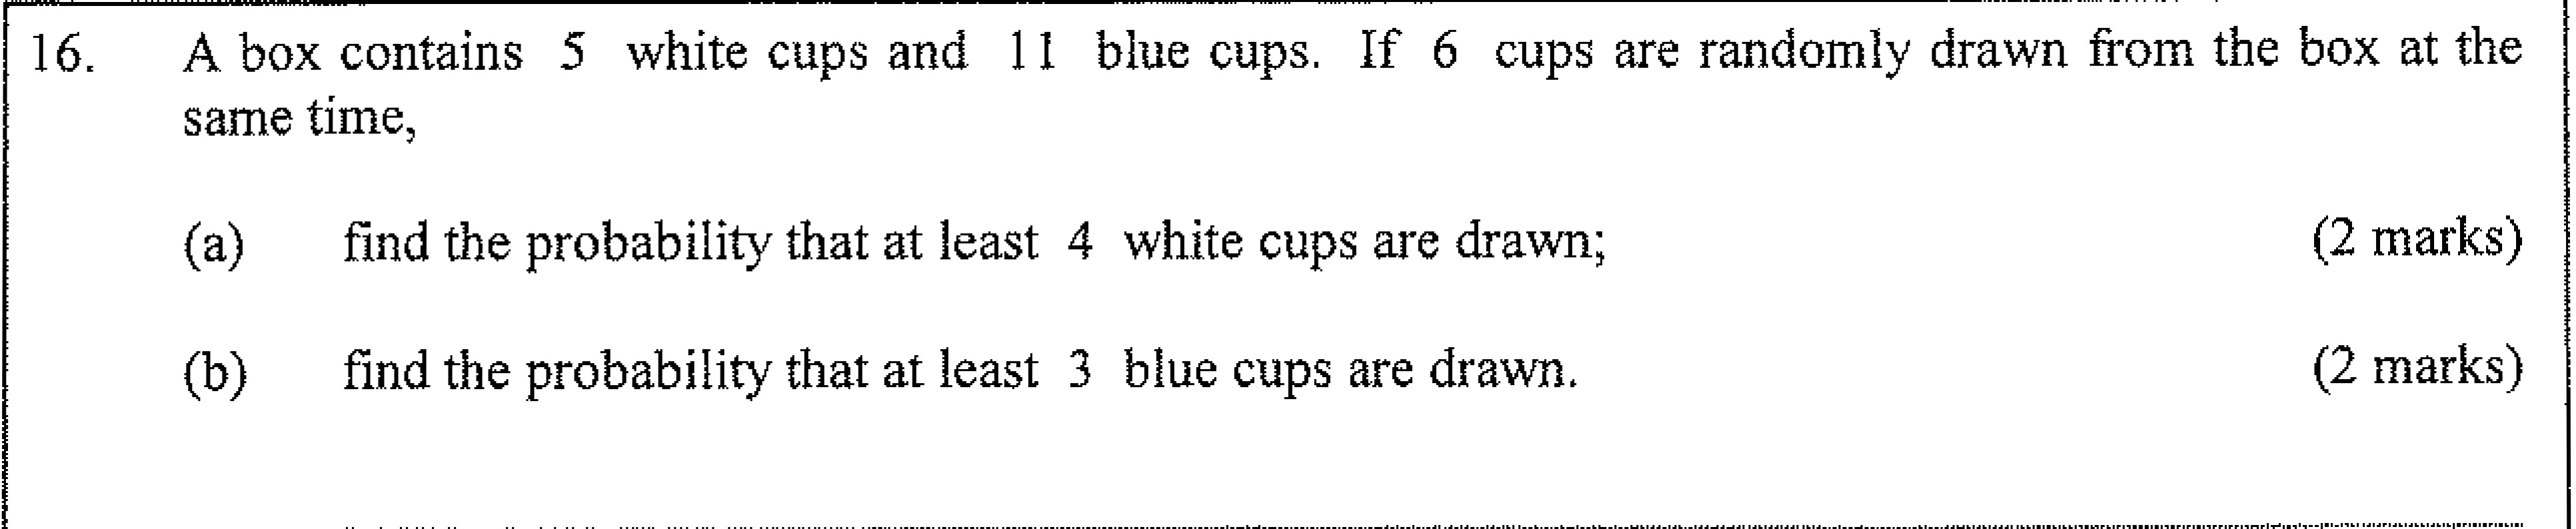 16. A box contains 5 white cups and 11 blue cups. If 6 cups are randomly drawn from the box at the
same time,
(a) find the probability that at least 4 white cups are drawn; (2 marks)
(b) find the probability that at least 3 blue cups are drawn. (2 marks)